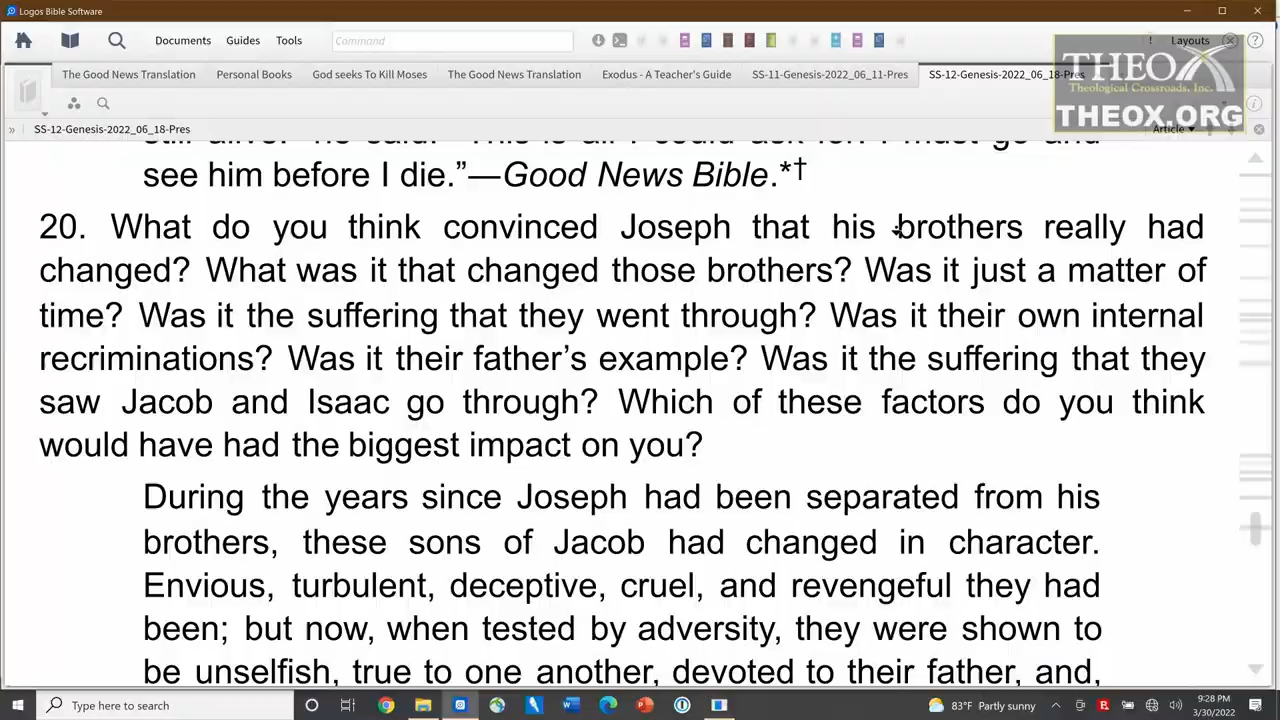 Logos Bible Software
Documents Guides Tools Command Layouts
The Good News Translation Personal Books God seeks To Kill Moses The Good News Translation Exodus - A Teacher's Guide SS-11-Genesis-2022_06_11-Pres SS-12-Genesis-2022_06_18-Pres
THEOX
Theological Crossroads, Inc.
THEOX.ORG
» SS-12-Genesis-2022_06_18-Pres Article
see him before I die.”—Good News Bible.*†
20. What do you think convinced Joseph that his brothers really had
changed? What was it that changed those brothers? Was it just a matter of
time? Was it the suffering that they went through? Was it their own internal
recriminations? Was it their father’s example? Was it the suffering that they
saw Jacob and Isaac go through? Which of these factors do you think
would have had the biggest impact on you?
During the years since Joseph had been separated from his
brothers, these sons of Jacob had changed in character.
Envious, turbulent, deceptive, cruel, and revengeful they had
been; but now, when tested by adversity, they were shown to
be unselfish, true to one another, devoted to their father, and,
Type here to search 83°F Partly sunny 9:28 PM
3/30/2022